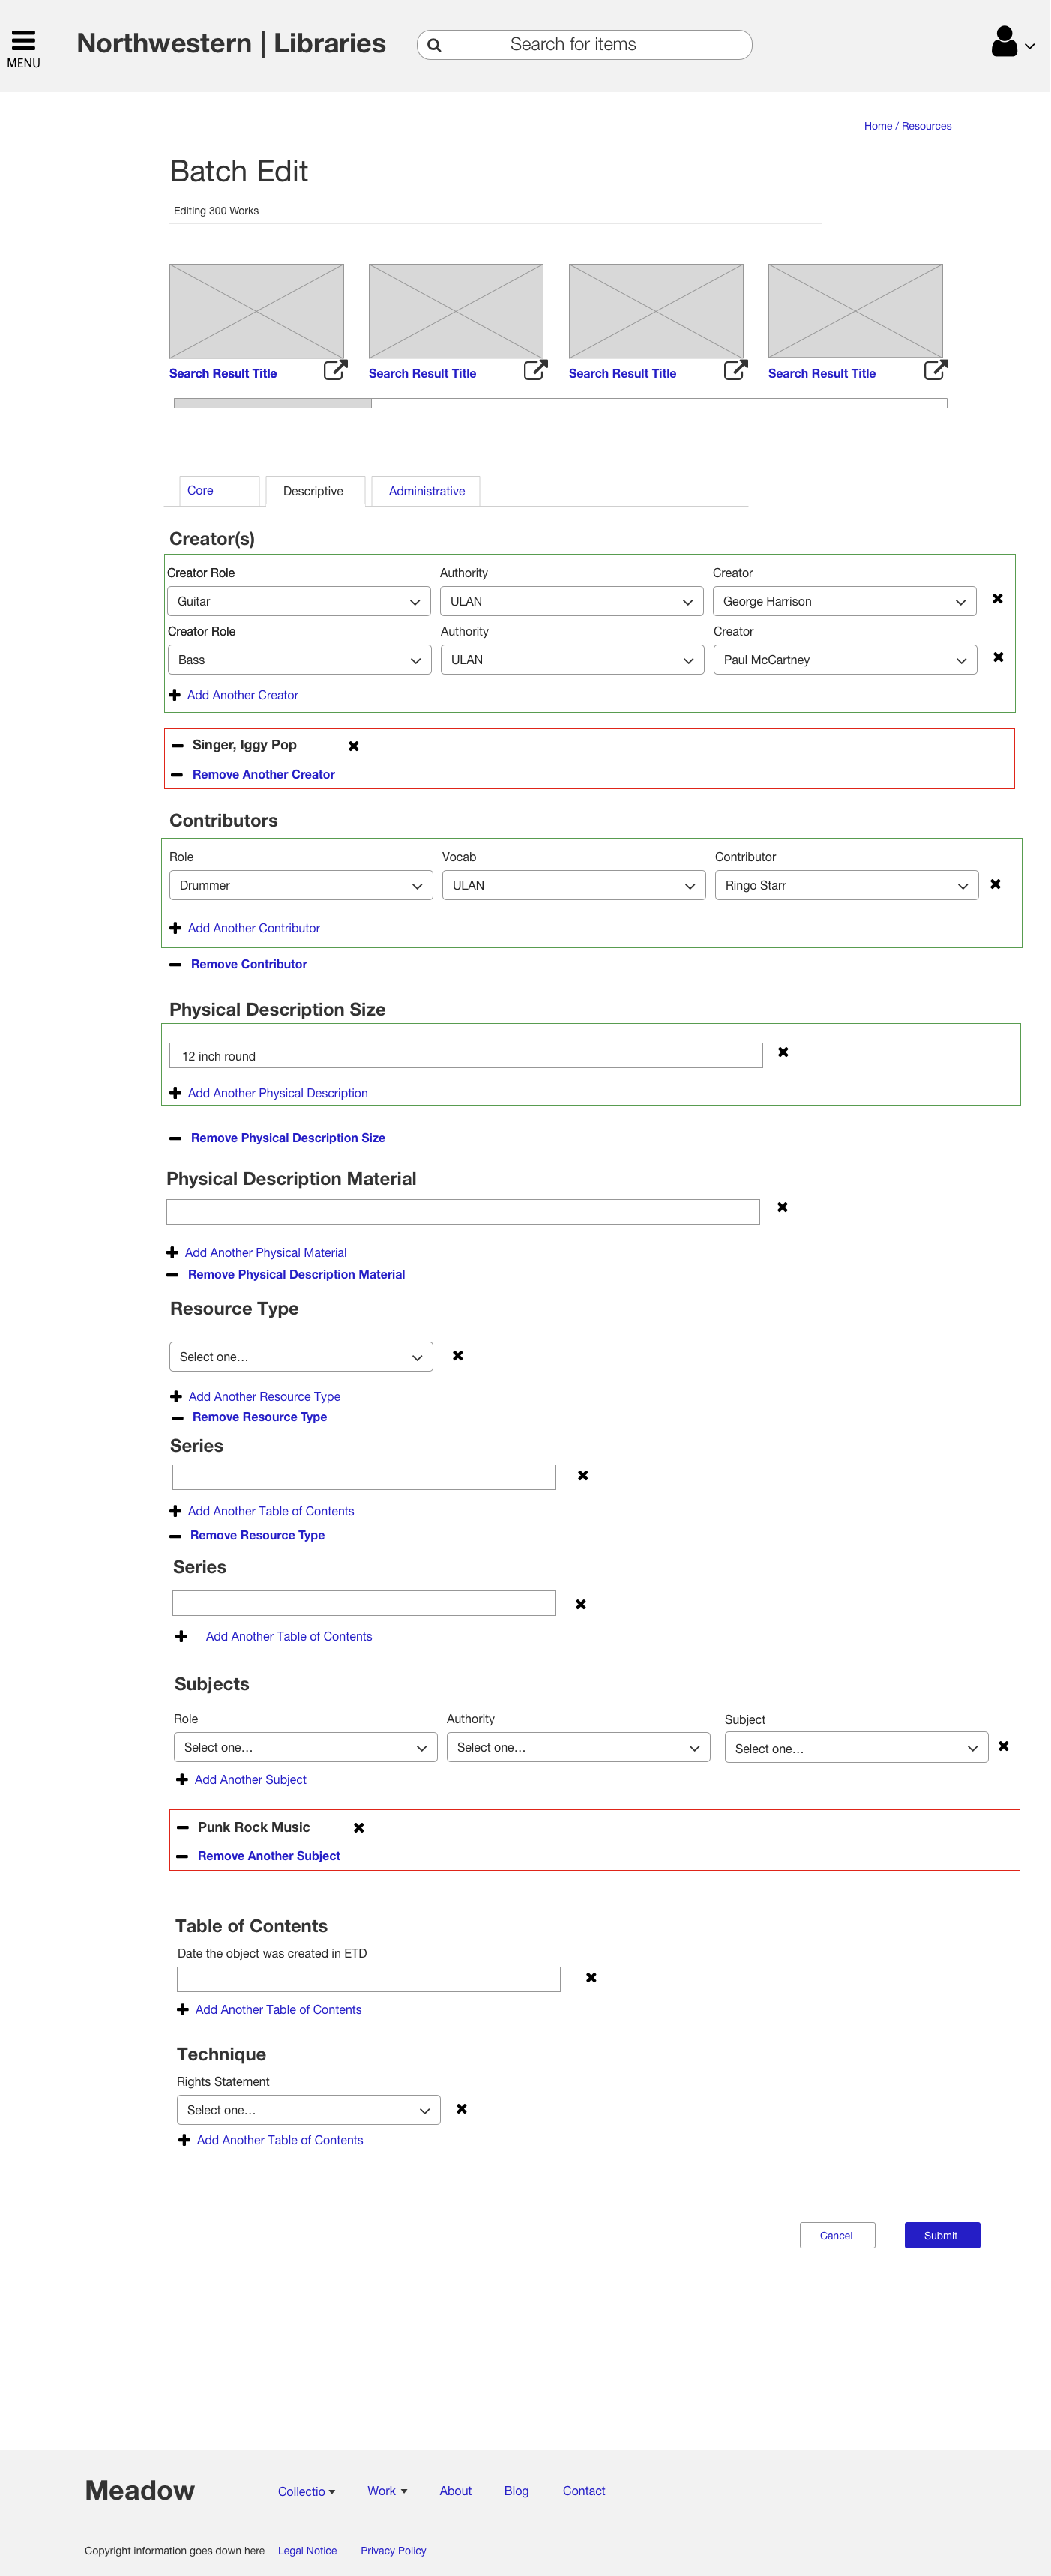 MENU
Northwestern | Libraries
Search for items
Home / Resources
Batch Edit
Editing 300 Works
Search Result Title Search Result Title Search Result Title Search Result Title
Core Descriptive Administrative
Creator(s)
Creator Role Authority Creator
Guitar ULAN George Harrison
Creator Role Authority Creator
Bass ULAN Paul McCartney
Add Another Creator
Singer, Iggy Pop
Remove Another Creator
Contributors
Role Vocab Contributor
Drummer ULAN Ringo Starr
Add Another Contributor
Remove Contributor
Physical Description Size
12 inch round
Add Another Physical Description
Remove Physical Description Size
Physical Description Material
Add Another Physical Material
Remove Physical Description Material
Resource Type
Select one...
Add Another Resource Type
Remove Resource Type
Series
Add Another Table of Contents
Remove Resource Type
Series
Add Another Table of Contents
Subjects
Role Authority Subject
Select one... Select one... Select one...
Add Another Subject
Punk Rock Music
Remove Another Subject
Table of Contents
Date the object was created in ETD
Add Another Table of Contents
Technique
Rights Statement
Select one...
Add Another Table of Contents
Cancel Submit
Meadow Collectio Work About Blog Contact
Copyright information goes down here Legal Notice Privacy Policy